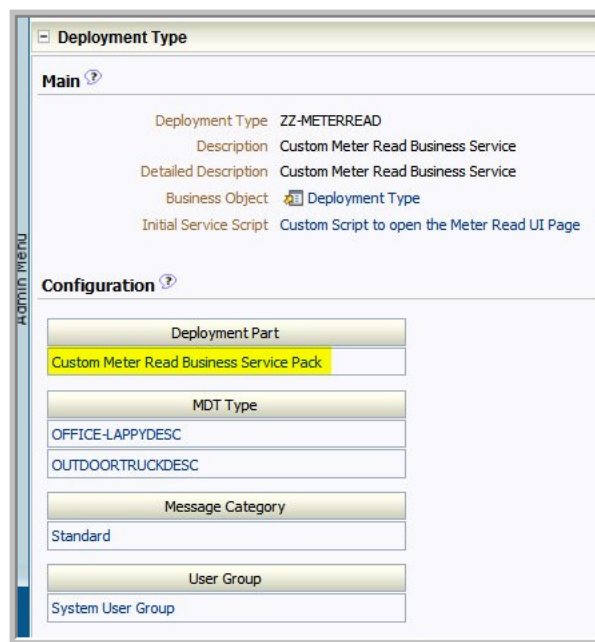 Deployment Type
Main
Deployment Type ZZ-METERREAD
Description Custom Meter Read Business Service
Detailed Description Custom Meter Read Business Service
Business Object Deployment Type
Initial Service Script Custom Script to open the Meter Read UI Page
Admin Menu
Configuration
Deployment Part
Custom Meter Read Business Service Pack
MDT Type
OFFICE-LAPPYDESC
OUTDOORTRUCKDESC
Message Category
Standard
User Group
System User Group